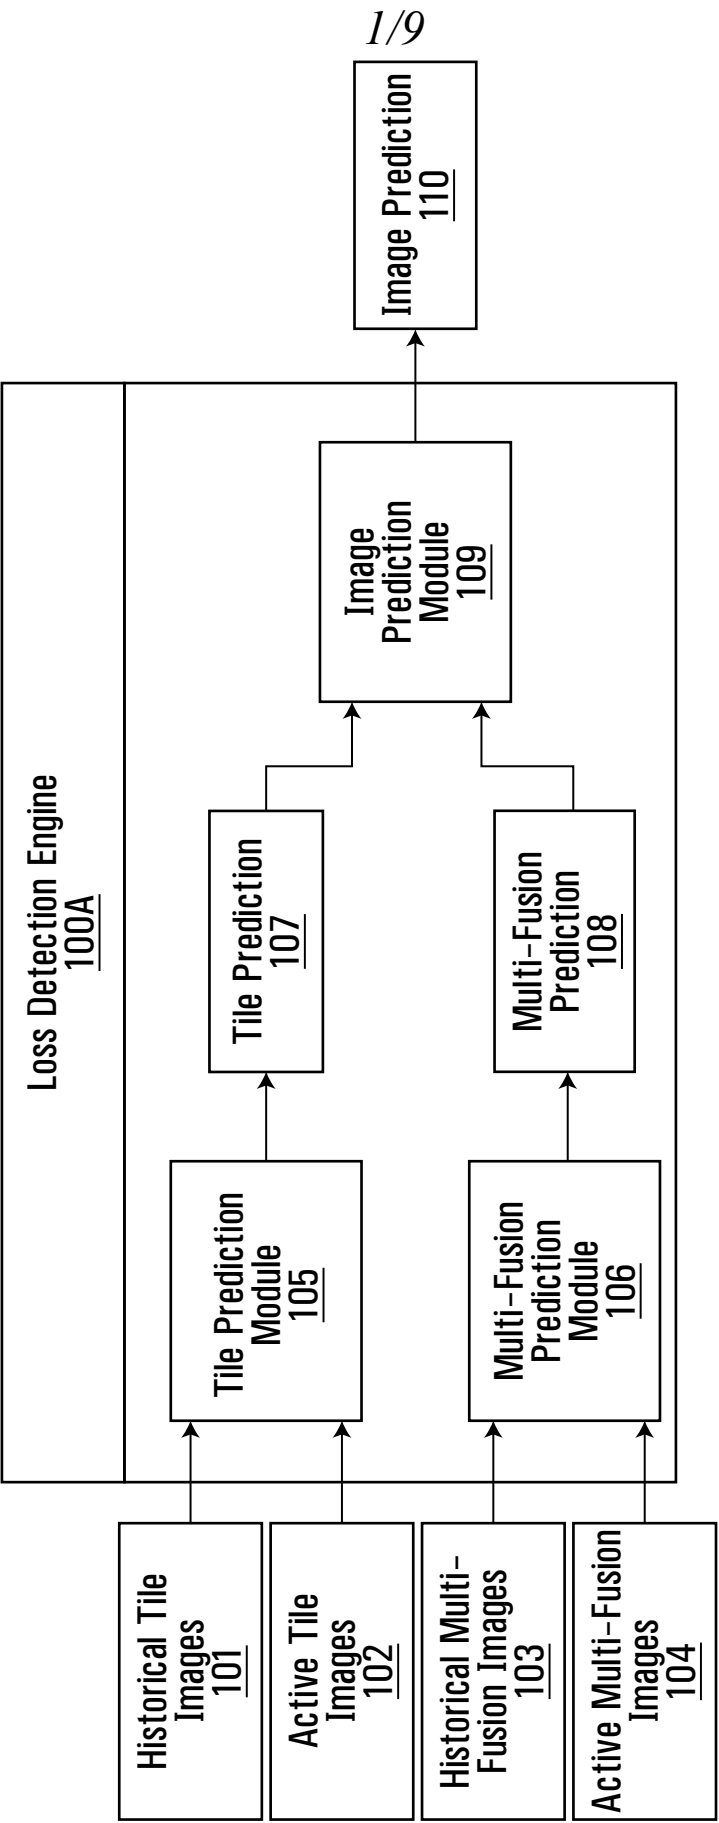 1/9
Loss Detection Engine
100A
Historical Tile
Images
101
Active Tile
Images
102
Historical Multi-
Fusion Images
103
Active Multi-Fusion
Images
104
Tile Prediction
Module
105
Multi-Fusion
Prediction
Module
106
Tile Prediction
107
Multi-Fusion
Prediction
108
Image
Prediction
Module
109
Image Prediction
110